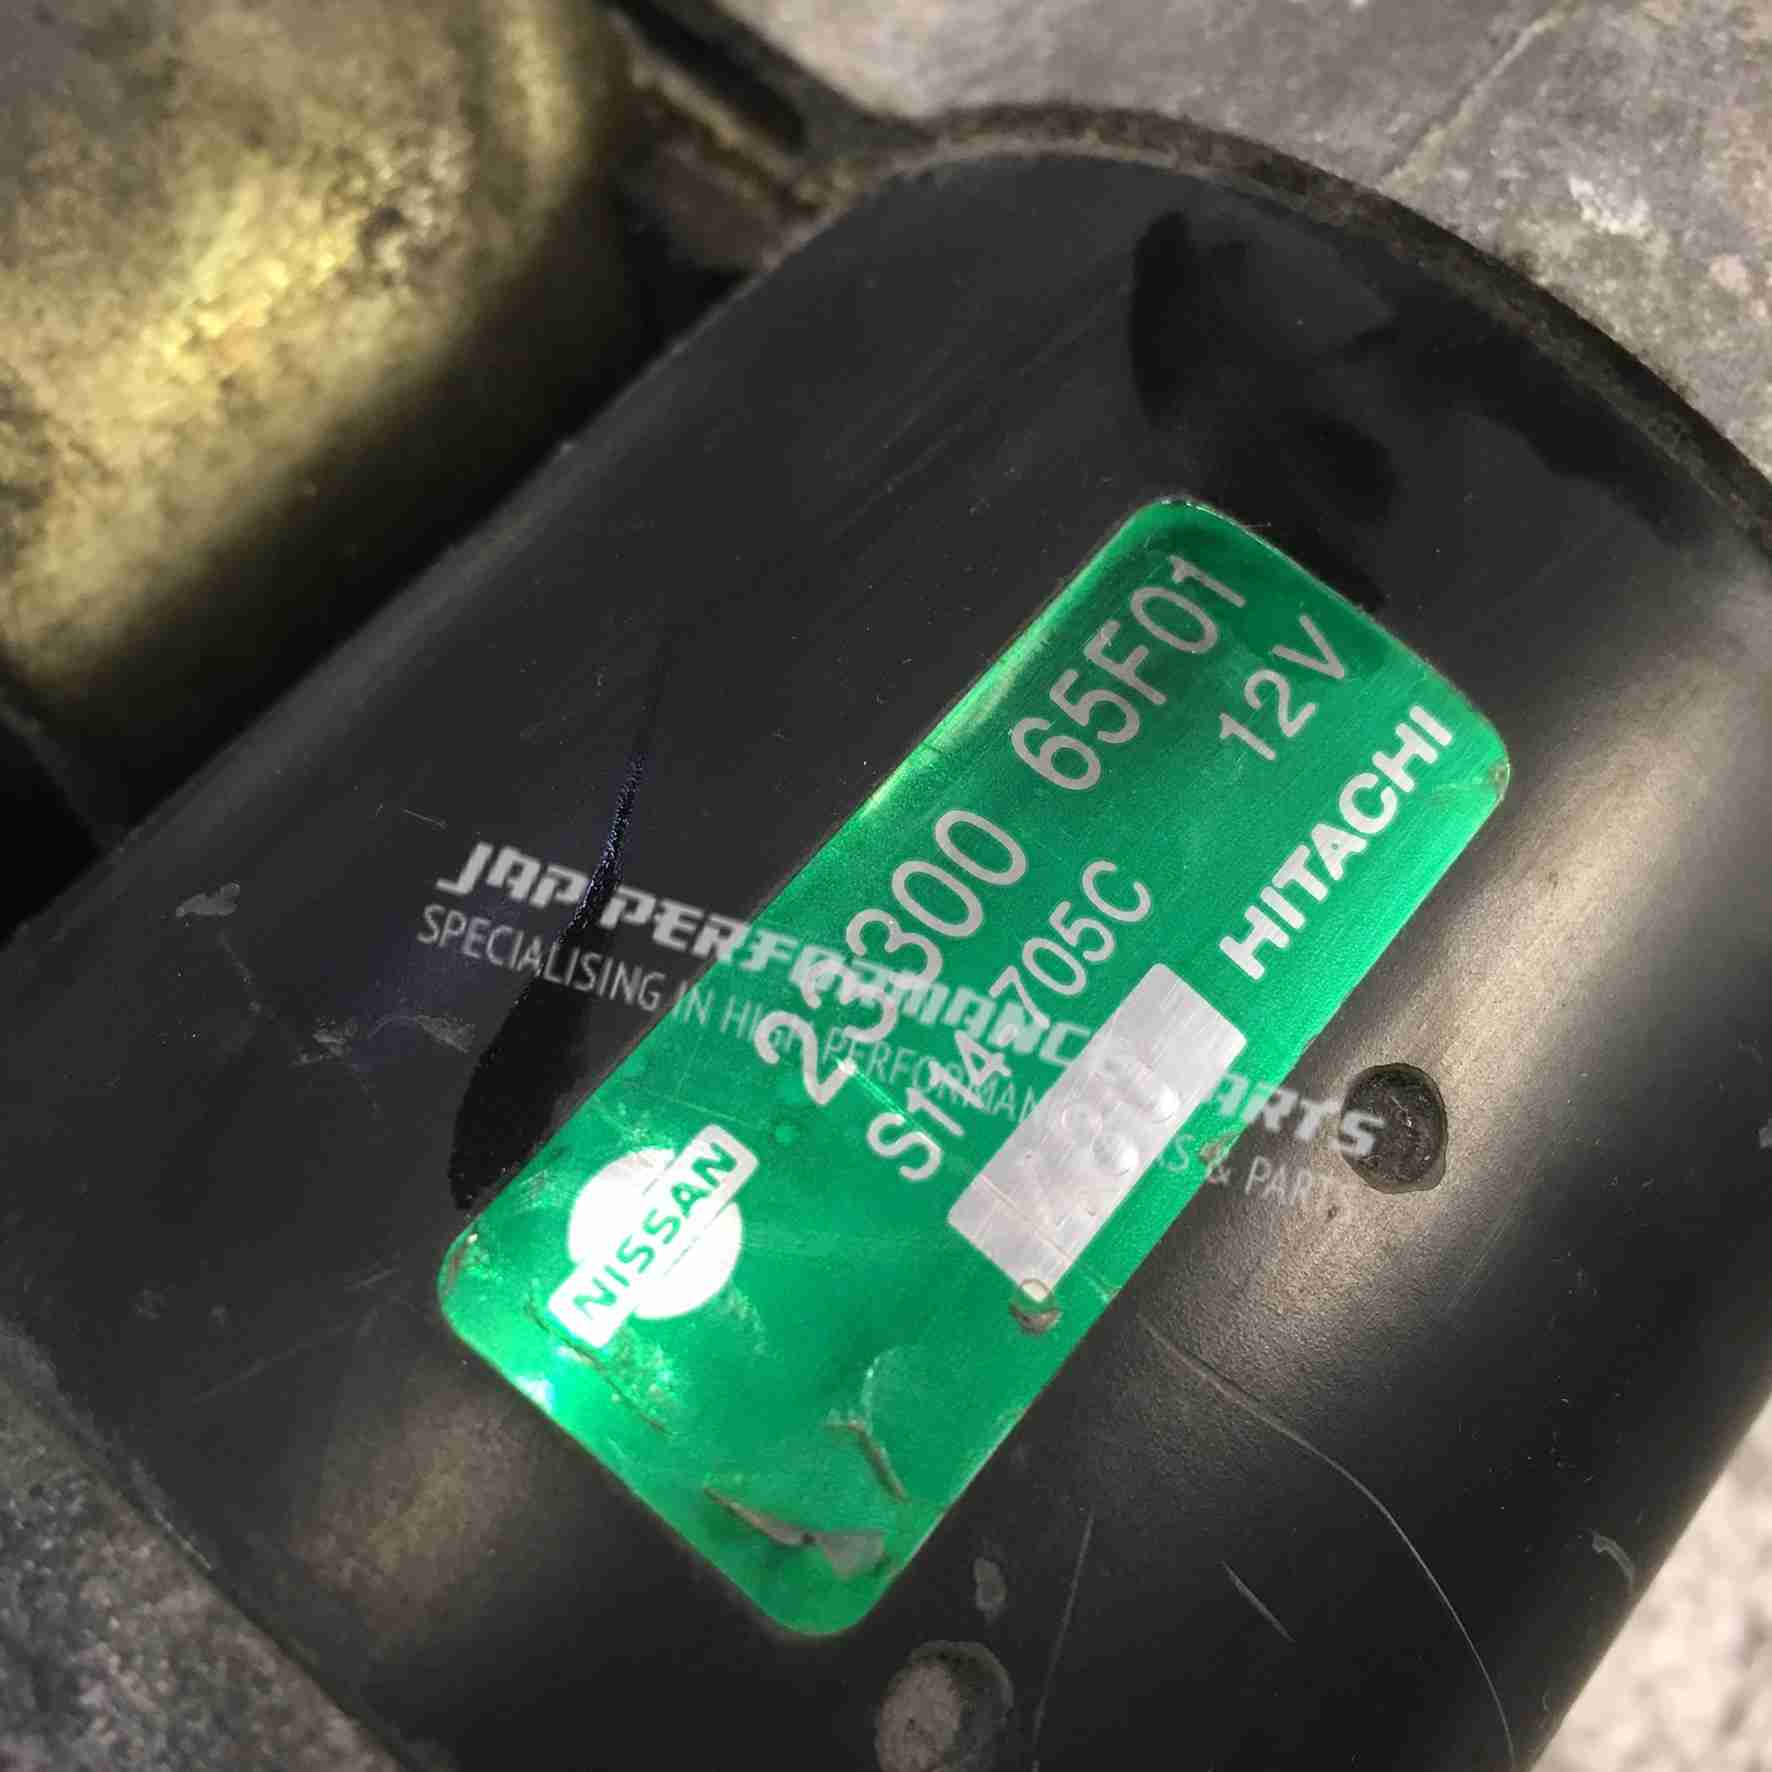 23300 65F01
S114 705C 12V
HITACHI
NISSAN
JAP PERFORMANCE PARTS
SPECIALISING IN HIGH PERFORMANCE CARS & PARTS